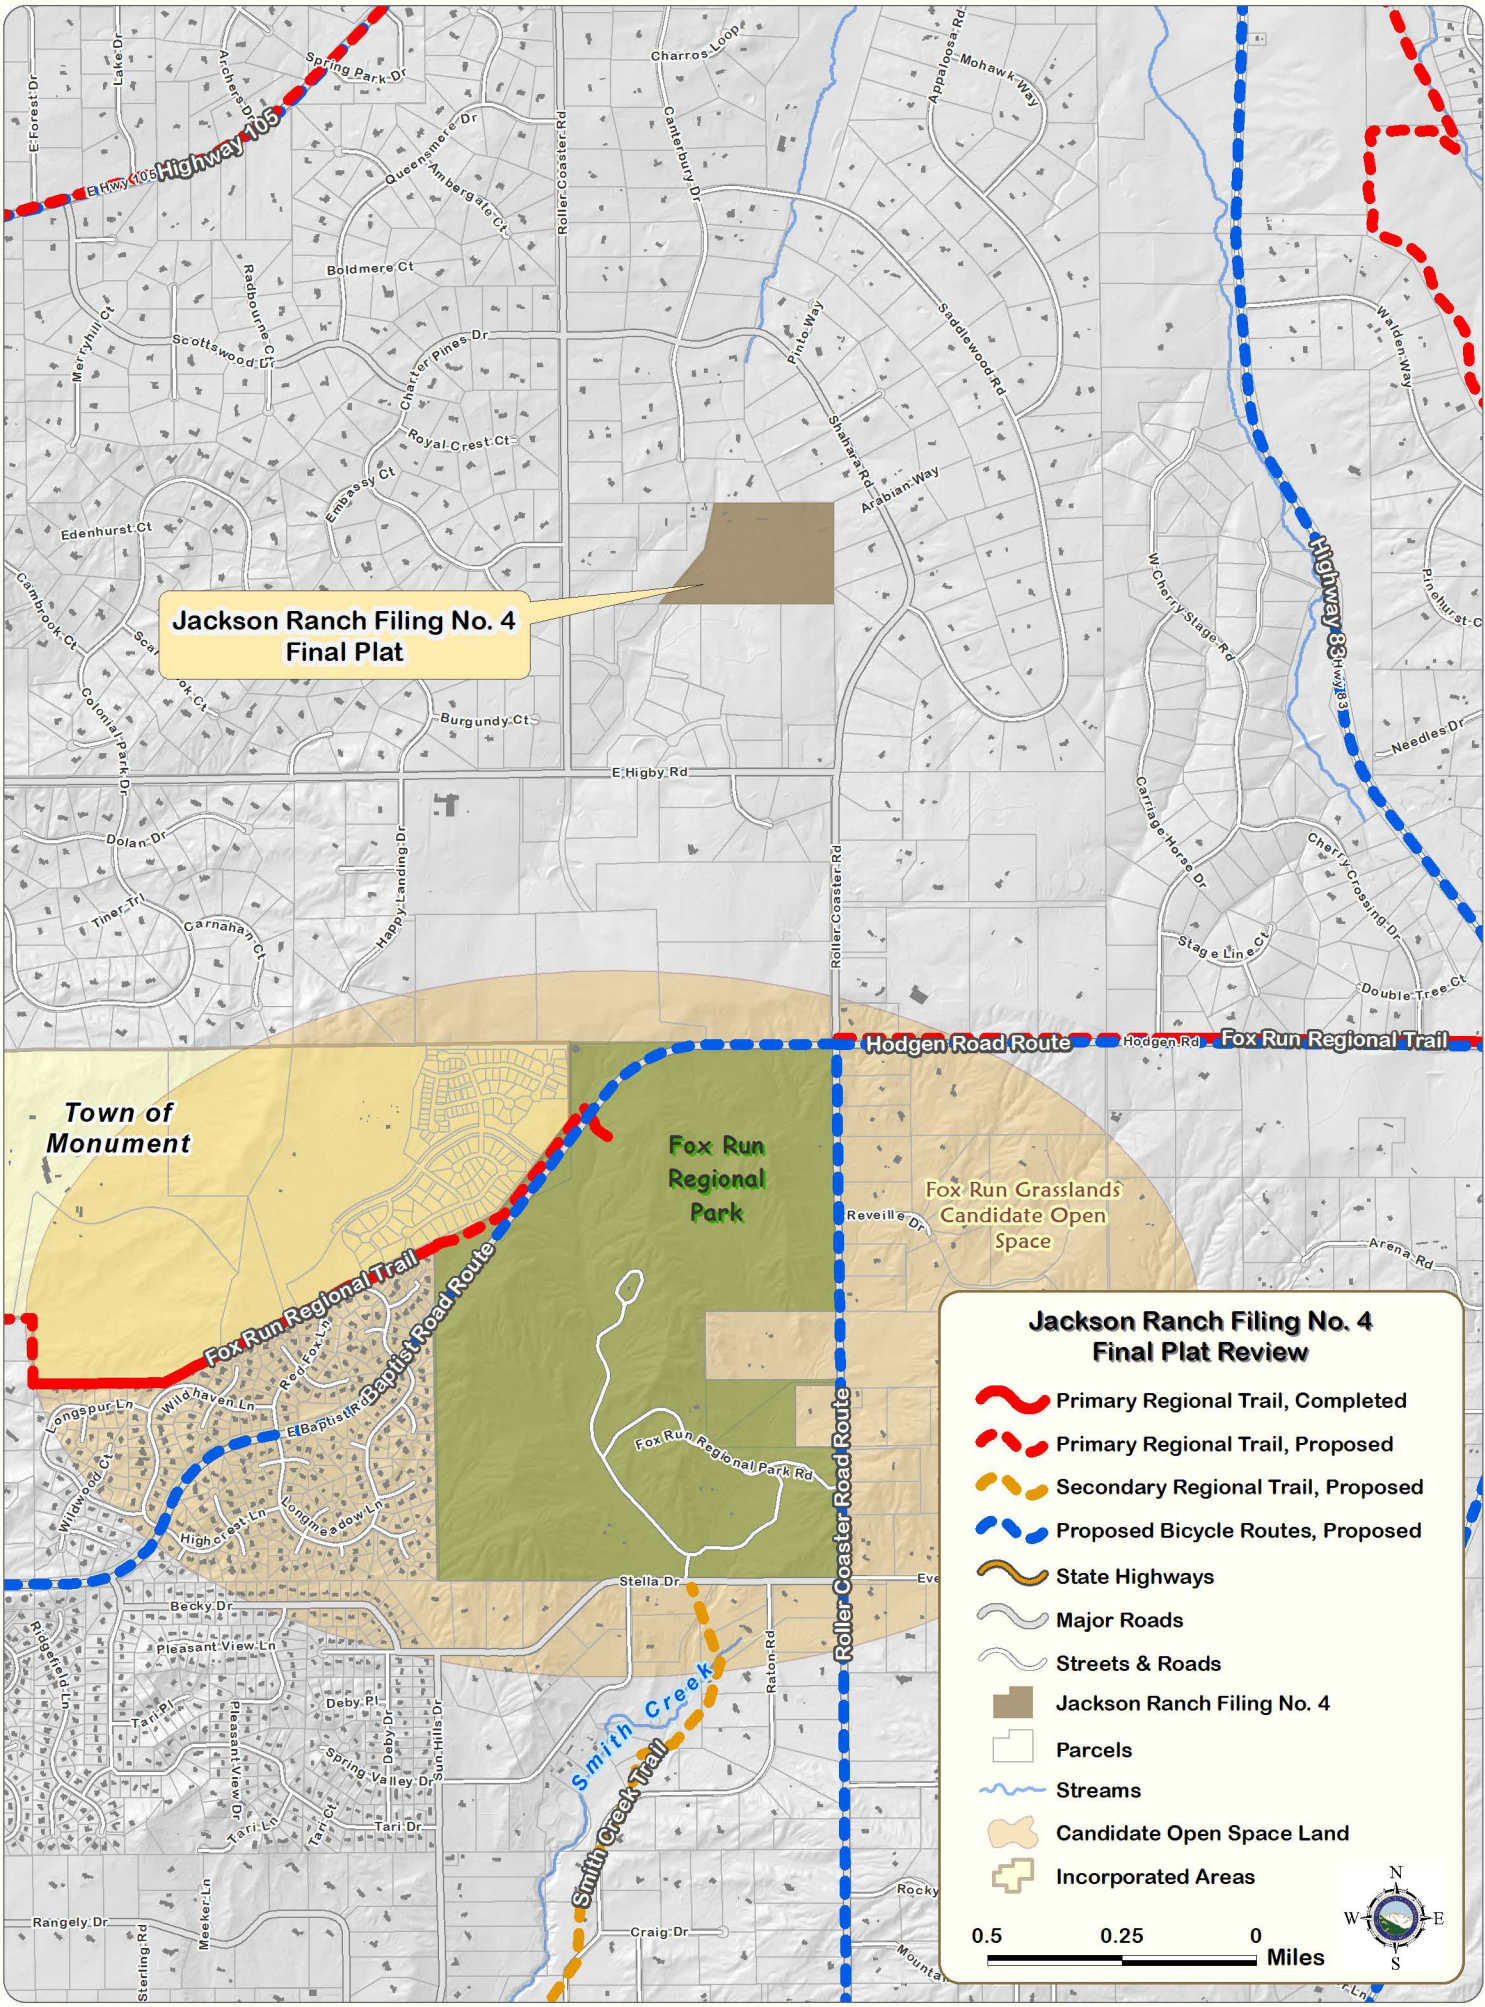 Charros Loop
Appaloosa Rd
Mohawk Way
E Forest Dr
Lake Dr
Archers Dr
Spring Park Dr
Queensmere Dr
Ambergate Ct
Roller Coaster Rd
Canterbury Dr
E Hwy 105
Highway 105
Boldmere Ct
Radbourne Ct
Merryhill Ct
Scottswood Dr
Charter Pines Dr
Pinto Way
Saddlewood Rd
Walden Way
Royal Crest Ct
Embassy Ct
Shahara Rd
Arabian Way
Edenhurst Ct
Cambrook Ct
Highway 83
Hwy 83
W Cherry Stage Rd
Jackson Ranch Filing No. 4
Final Plat
Colonial Park Dr
Burgundy Ct
Needles Dr
E Higby Rd
Carriage Horse Dr
Dolan Dr
Happy Landing Dr
Cherry Crossing Dr
Tiner Trl
Carnahan Ct
Roller Coaster Rd
Stage Line Ct
Double Tree Ct
Hodgen Road Route
Hodgen Rd
Fox Run Regional Trail
Town of
Monument
Fox Run
Regional
Park
Fox Run Grasslands
Candidate Open
Space
Reveille Dr
Arena Rd
Fox Run Regional Trail
Baptist Road Route
Red Fox Ln
Longspur Ln
Wildhaven Ln
E Baptist Rd
Wildwood Ct
Highcrest Ln
Longmeadow Ln
Fox Run Regional Park Rd
Roller Coaster Road Route
Stella Dr
Eve
Becky Dr
Ridgefield Ln
Pleasant View Ln
Raton Rd
Smith Creek
Tari Pl
Deby Pl
Pleasant View Dr
Deby Dr
Sun Hills Dr
Spring Valley Dr
Smith Creek Trail
Tari Ln
Tari Ct
Tari Dr
Meeker Ln
Rocky
Rangely Dr
Sterling Rd
Craig Dr
Jackson Ranch Filing No. 4
Final Plat Review
Primary Regional Trail, Completed
Primary Regional Trail, Proposed
Secondary Regional Trail, Proposed
Proposed Bicycle Routes, Proposed
State Highways
Major Roads
Streets & Roads
Jackson Ranch Filing No. 4
Parcels
Streams
Candidate Open Space Land
Incorporated Areas
N
W E
S
0.5 0.25 0
Miles